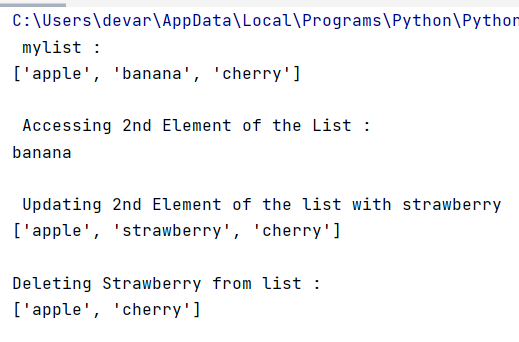 C:\Users\devar\AppData\Local\Programs\Python\Python
mylist :
['apple', 'banana', 'cherry']
Accessing 2nd Element of the List :
banana
Updating 2nd Element of the list with strawberry
['apple', 'strawberry', 'cherry']
Deleting Strawberry from list :
['apple', 'cherry']